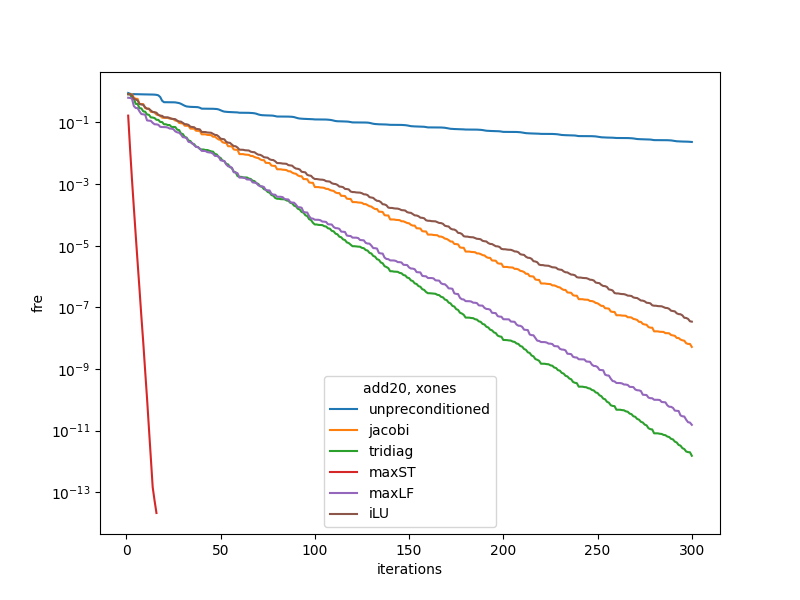 10⁻¹
10⁻³
10⁻⁵
10⁻⁷
10⁻⁹
10⁻¹¹
10⁻¹³
fre
add20, xones
unpreconditioned
jacobi
tridiag
maxST
maxLF
iLU
0 50 100 150 200 250 300
iterations